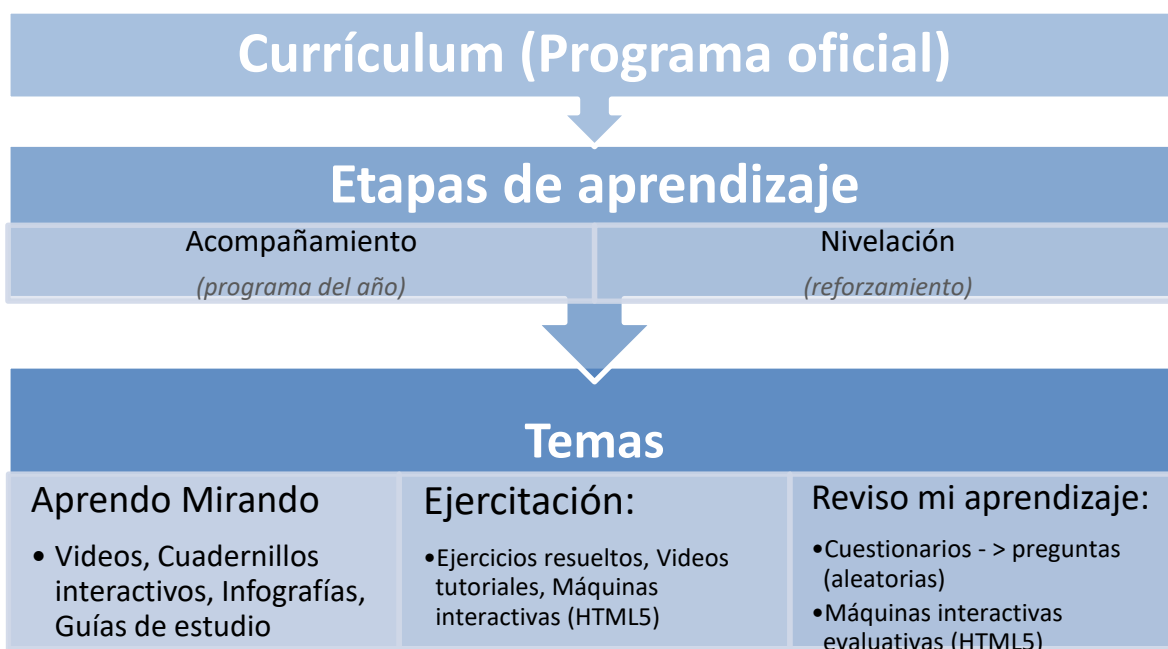 Currículum (Programa oficial)
Etapas de aprendizaje
Acompañamiento
(programa del año)
Nivelación
(reforzamiento)
Temas
Aprendo Mirando
• Videos, Cuadernillos
interactivos, Infografías,
Guías de estudio
Ejercitación:
•Ejercicios resueltos, Videos
tutoriales, Máquinas
interactivas (HTML5)
Reviso mi aprendizaje:
•Cuestionarios - > preguntas
(aleatorias)
•Máquinas interactivas
evaluativas (HTML5)